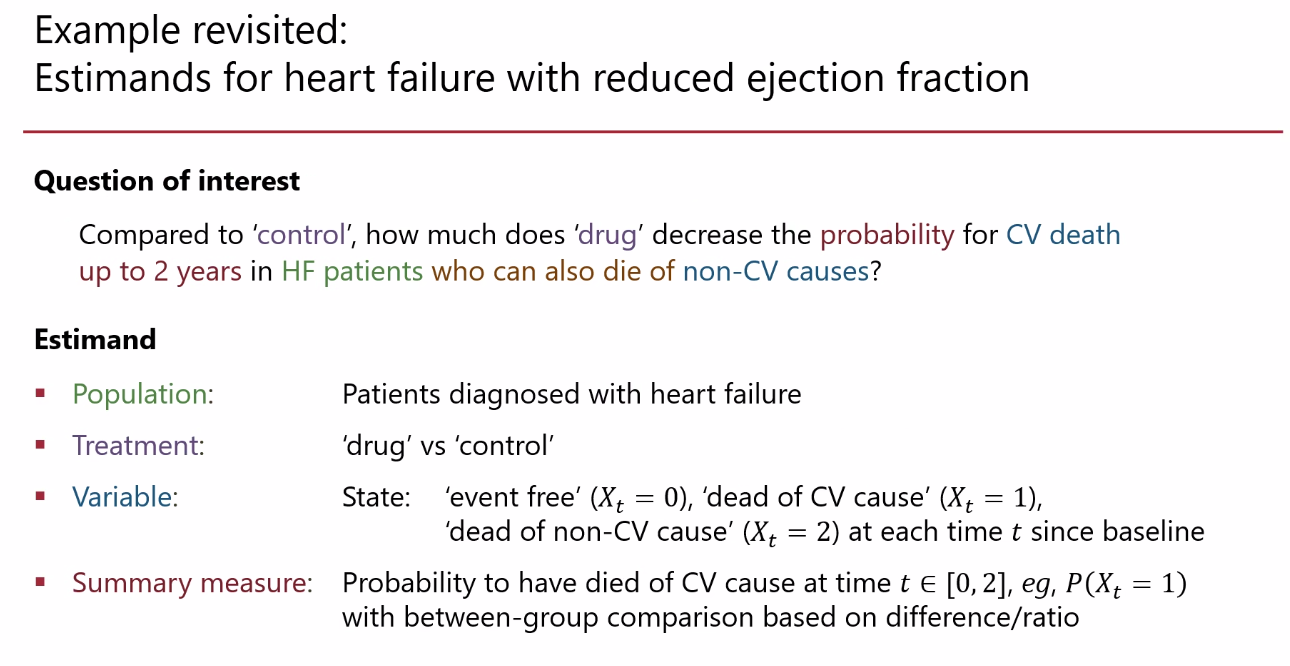 Example revisited:
Estimands for heart failure with reduced ejection fraction
Question of interest
Compared to ‘control’, how much does ‘drug’ decrease the probability for CV death
up to 2 years in HF patients who can also die of non-CV causes?
Estimand
▪ Population: Patients diagnosed with heart failure
▪ Treatment: ‘drug’ vs ‘control’
▪ Variable: State: ‘event free’ (Xₜ = 0), ‘dead of CV cause’ (Xₜ = 1),
‘dead of non-CV cause’ (Xₜ = 2) at each time t since baseline
▪ Summary measure: Probability to have died of CV cause at time t ∈ [0, 2], eg, P(Xₜ = 1)
with between-group comparison based on difference/ratio